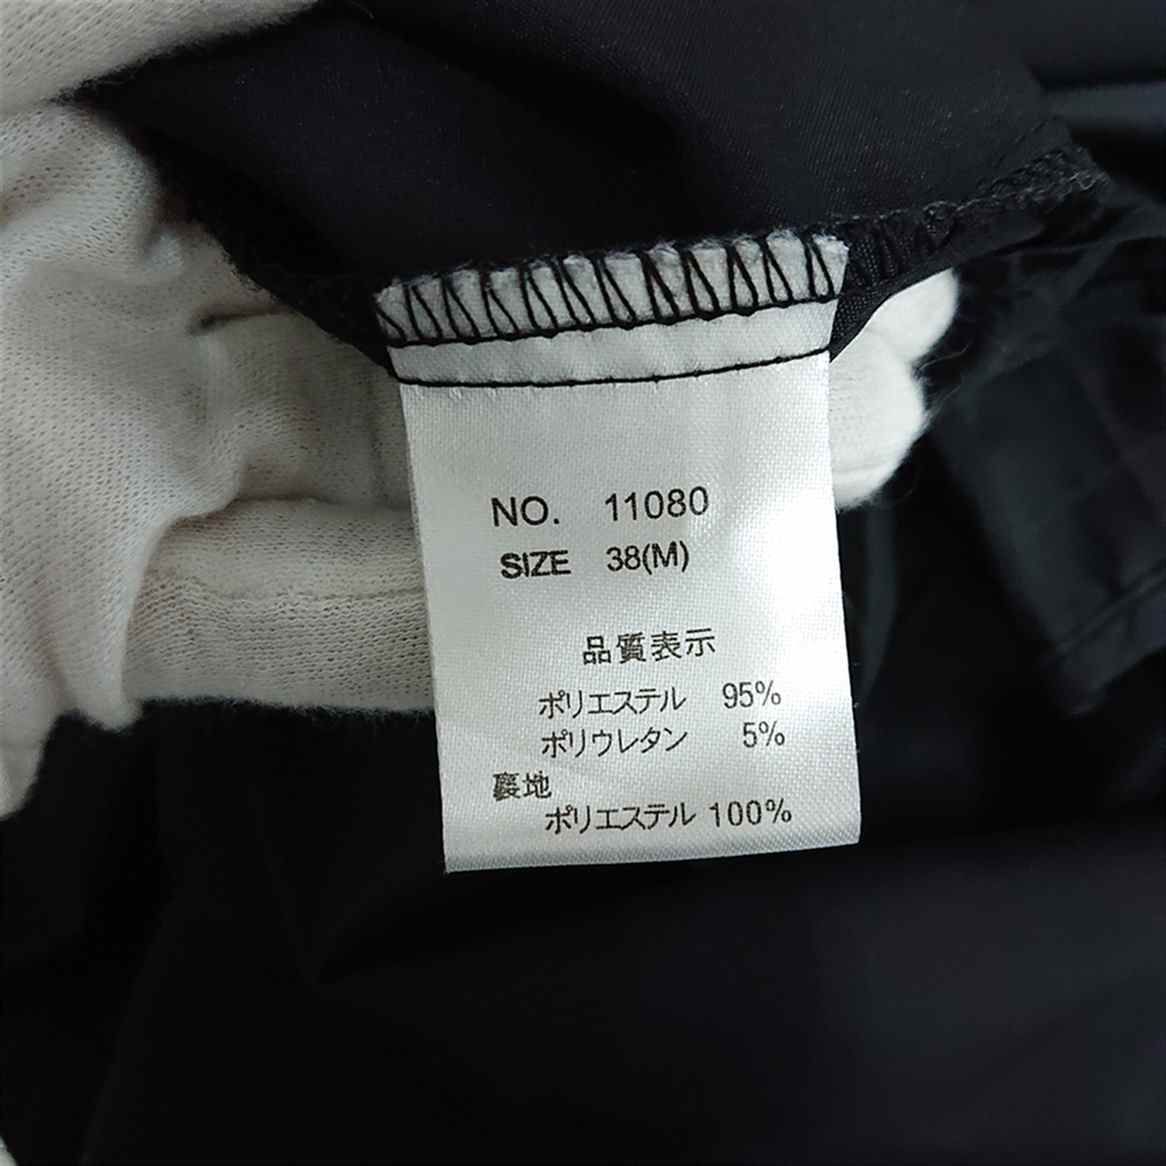 NO. 11080
SIZE 38(M)
品質表示
ポリエステル 95%
ポリウレタン 5%
裏地
ポリエステル 100%